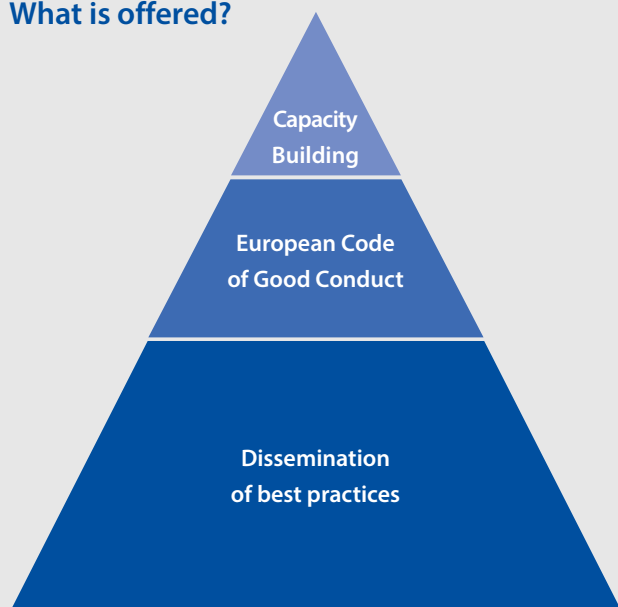 What is offered?
Capacity
Building
European Code
of Good Conduct
Dissemination
of best practices